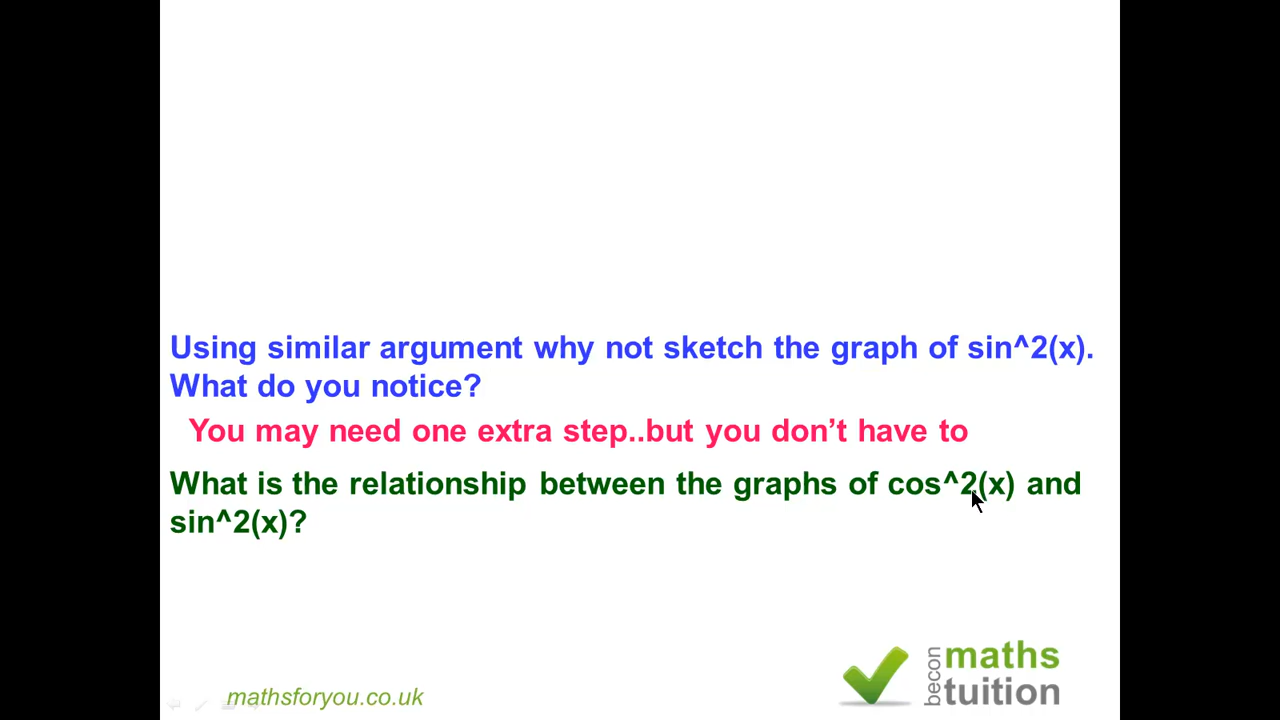 Using similar argument why not sketch the graph of sin^2(x).
What do you notice?
You may need one extra step..but you don’t have to
What is the relationship between the graphs of cos^2(x) and
sin^2(x)?
mathsforyou.co.uk
becon
maths
tuition